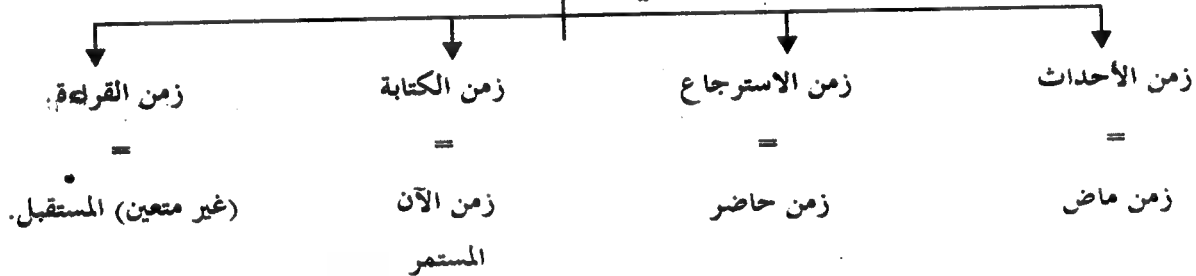 زمن الأحداث زمن الاسترجاع زمن الكتابة زمن القراءة.
= = = =
زمن ماض زمن حاضر زمن الآن (غير متعين) المستقبل.
المستمر